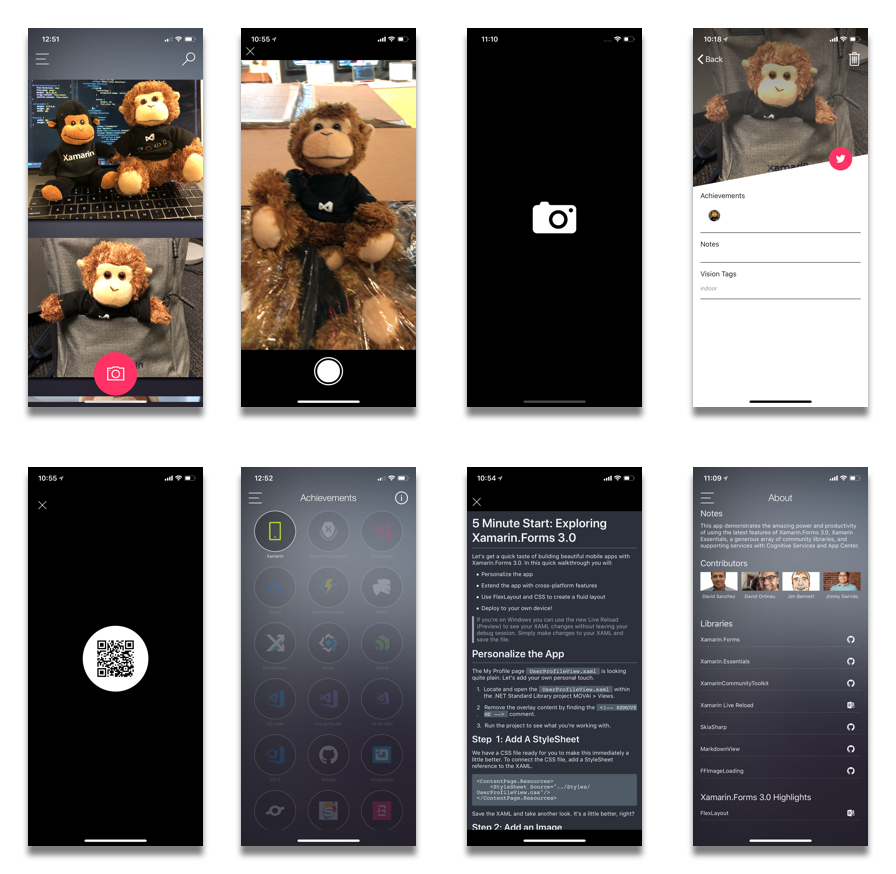 12:51
Xamarin
10:55
11:10
10:18
Back
Xamarin
Achievements
Notes
Vision Tags
indoor
10:55
12:52
Achievements
Xamarin
10:54
5 Minute Start: Exploring
Xamarin.Forms 3.0
Let's get a quick taste of building beautiful mobile apps with
Xamarin.Forms 3.0. In this quick walkthrough you will:
• Personalize the app
• Extend the app with cross-platform features
• Use FlexLayout and CSS to create a fluid layout
• Deploy to your own device!
If you're on Windows you can use the new Live Reload
(Preview) to see your XAML changes without leaving your
debug session. Simply make changes to your XAML and
save the file.
Personalize the App
The My Profile page UserProfileView.xaml is looking
quite plain. Let's add your own personal touch.
1. Locate and open the UserProfileView.xaml within
the .NET Standard Library project MOVAI > Views.
2 Remove the overlay content by finding the <!-- REMOVE
ME --> comment.
3. Run the project to see what you're working with.
Step 1: Add A StyleSheet
We have a CSS file ready for you to make this immediately a
little better. To connect the CSS file, add a StyleSheet
reference to the XAML.
<ContentPage.Resources>
<StyleSheet Source="../Styles/
UserProfileView.css"/>
</ContentPage.Resources>
Save the XAML and take another look. It's a little better, right?
Step 2: Add an Image
11:09
About
Notes
This app demonstrates the amazing power and productivity
of using the latest features of Xamarin.Forms 3.0, Xamarin
Essentials, a generous array of community libraries, and
supporting services with Cognitive Services and App Center.
Contributors
David Sanchez
David Ortinau
Jim Bennett
Jimmy Garrido
Libraries
Xamarin.Forms
Xamarin.Essentials
XamarinCommunityToolkit
Xamarin Live Reload
SkiaSharp
MarkdownView
FFImageLoading
Xamarin.Forms 3.0 Highlights
FlexLayout